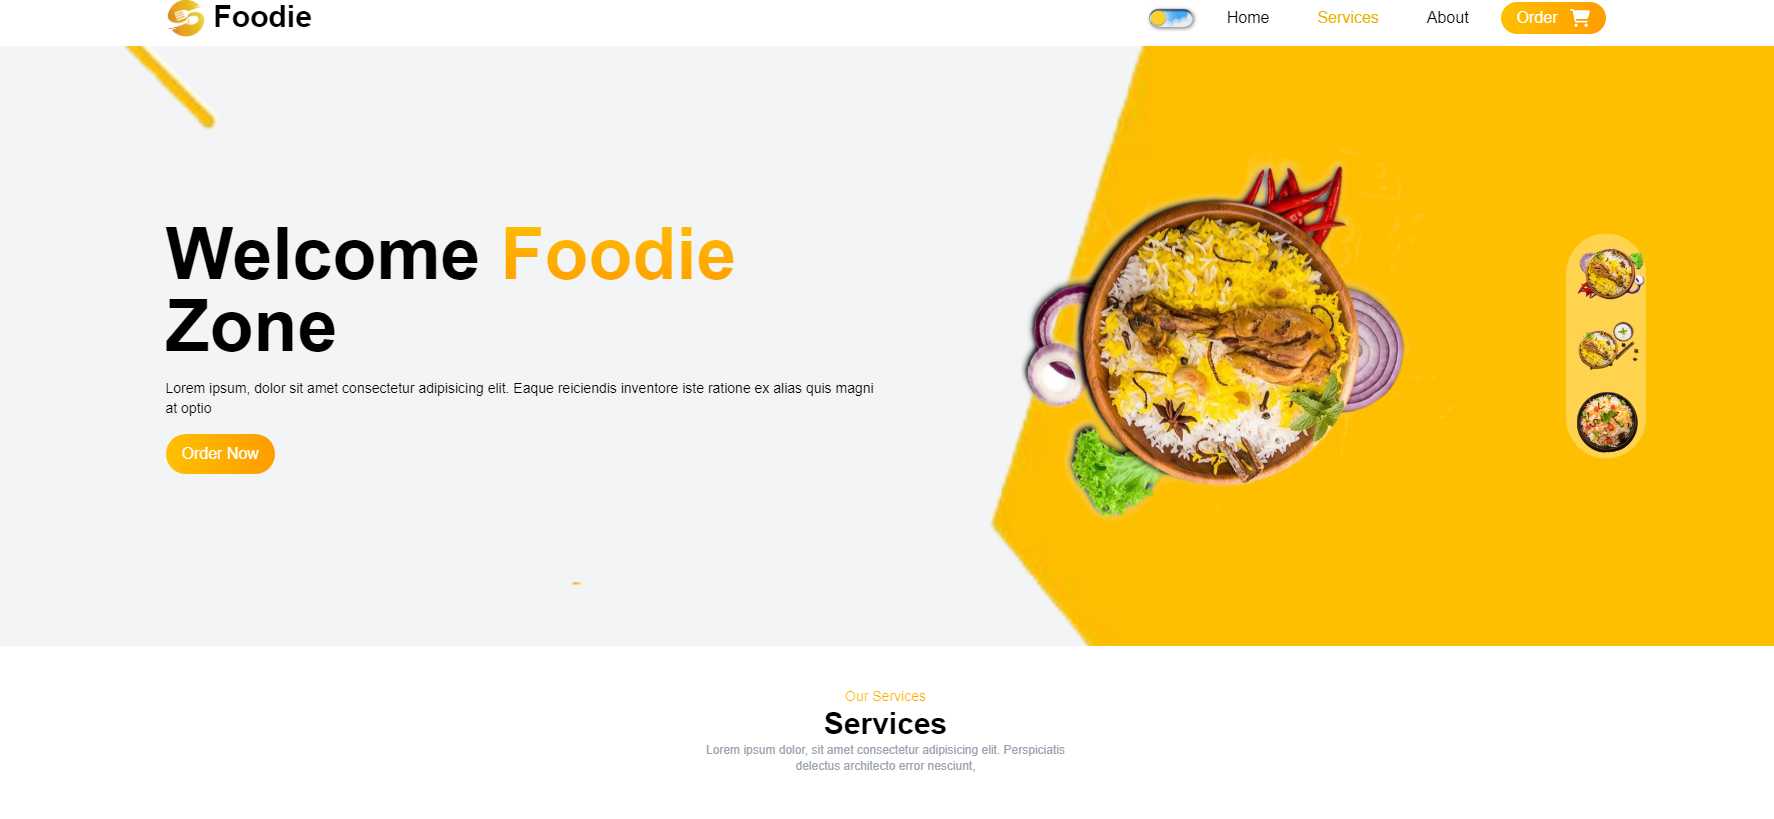 Foodie
Home
Services
About
Order
Welcome Foodie
Zone
Lorem ipsum, dolor sit amet consectetur adipisicing elit. Eaque reiciendis inventore iste ratione ex alias quis magni
at optio
Order Now
Our Services
Services
Lorem ipsum dolor, sit amet consectetur adipisicing elit. Perspiciatis
delectus architecto error nesciunt,